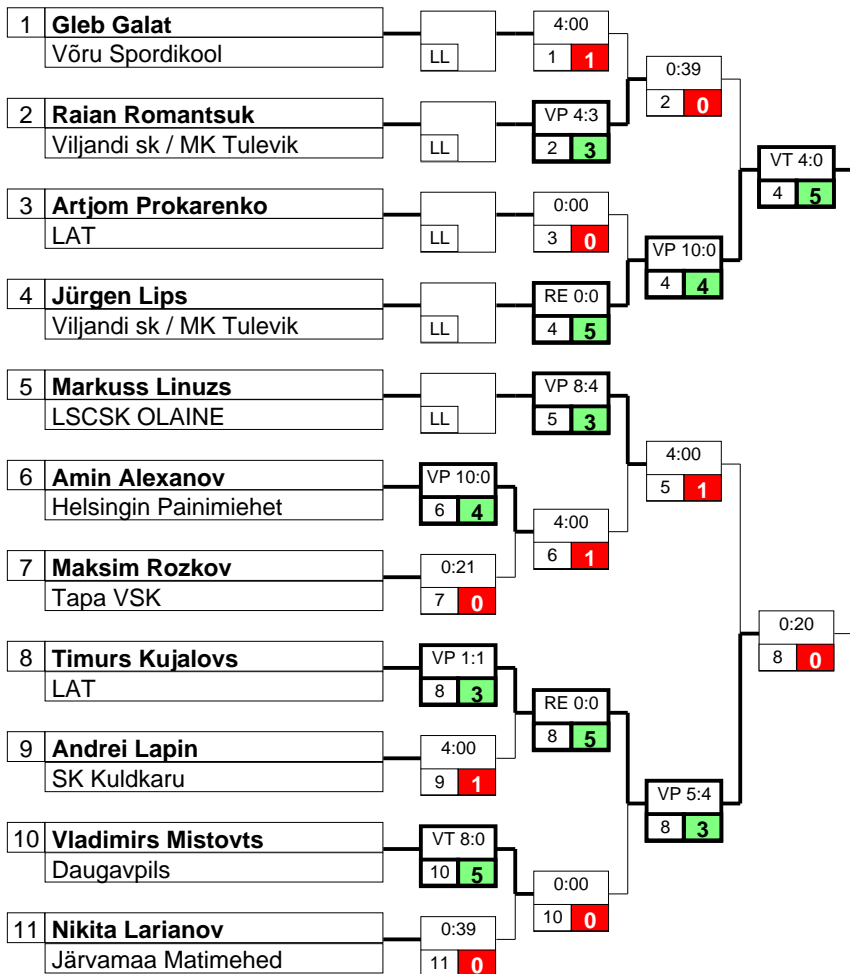 1 Gleb Galat
Võru Spordikool
LL
4:00
1 1
0:39
2 0
2 Raian Romantsuk
Viljandi sk / MK Tulevik
LL
VP 4:3
2 3
VT 4:0
4 5
3 Artjom Prokarenko
LAT
LL
0:00
3 0
VP 10:0
4 4
4 Jürgen Lips
Viljandi sk / MK Tulevik
LL
RE 0:0
4 5
5 Markuss Linuzs
LSCSK OLAINE
LL
VP 8:4
5 3
4:00
5 1
6 Amin Alexanov
Helsingin Painimiehet
VP 10:0
6 4
4:00
6 1
7 Maksim Rozkov
Tapa VSK
0:21
7 0
0:20
8 0
8 Timurs Kujalovs
LAT
VP 1:1
8 3
RE 0:0
8 5
9 Andrei Lapin
SK Kuldkaru
4:00
9 1
VP 5:4
8 3
10 Vladimirs Mistovts
Daugavpils
VT 8:0
10 5
0:00
10 0
11 Nikita Larianov
Järvamaa Matimehed
0:39
11 0